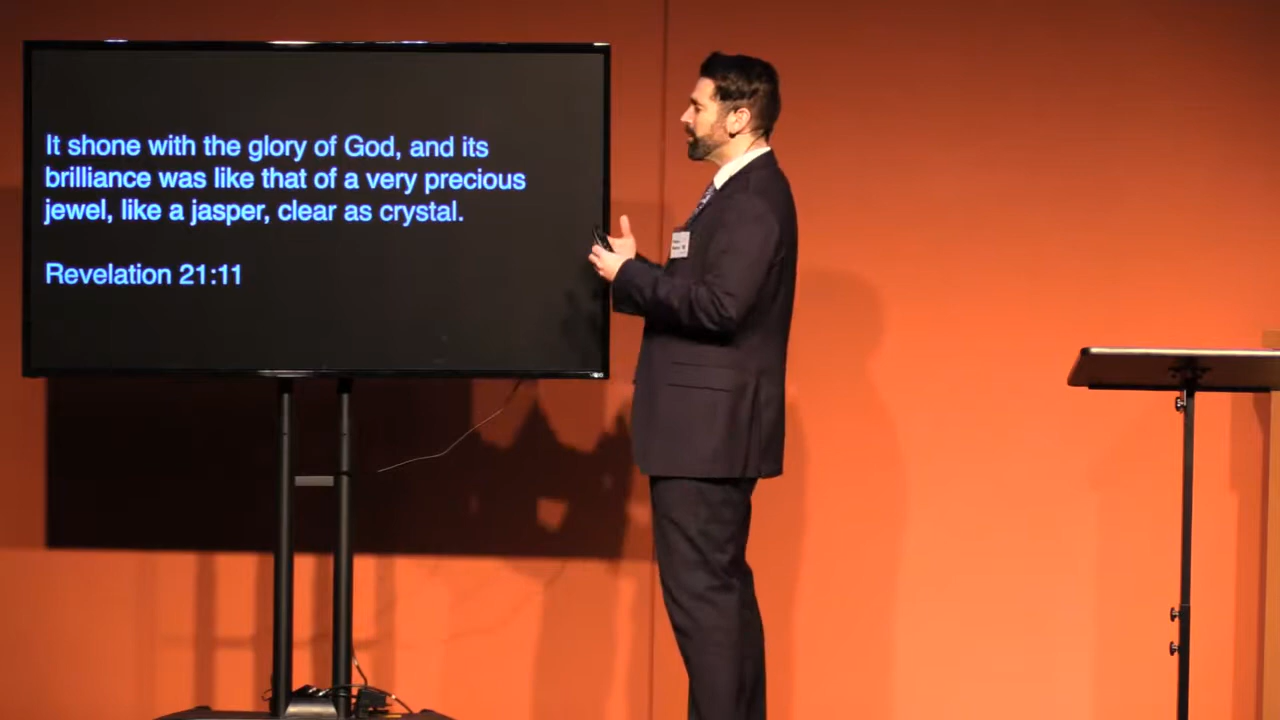 It shone with the glory of God, and its
brilliance was like that of a very precious
jewel, like a jasper, clear as crystal.
Revelation 21:11